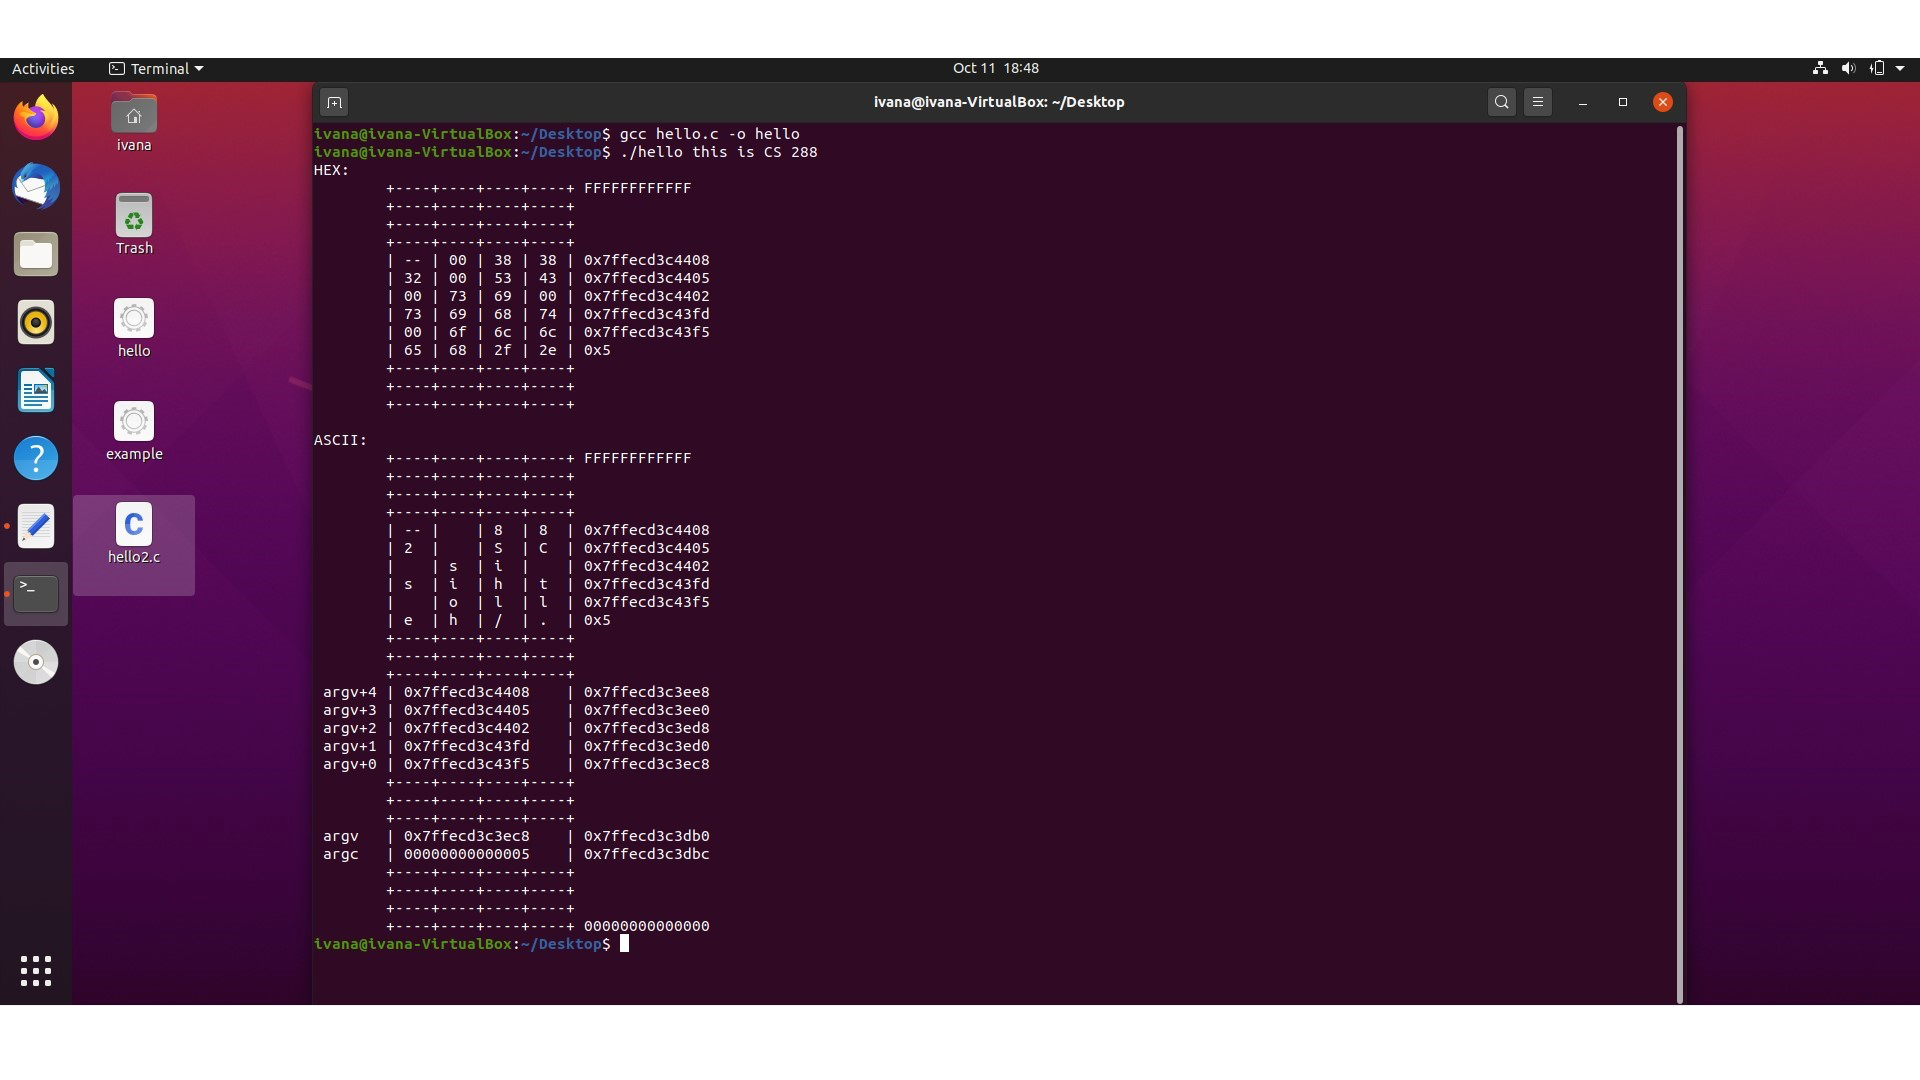 Activities
Terminal
Oct 11 18:48
ivana
Trash
hello
example
C
hello2.c
ivana@ivana-VirtualBox: ~/Desktop
ivana@ivana-VirtualBox:~/Desktop$ gcc hello.c -o hello
ivana@ivana-VirtualBox:~/Desktop$ ./hello this is CS 288
HEX:
        +----+----+----+----+ FFFFFFFFFFFF
        +----+----+----+----+
        +----+----+----+----+
        +----+----+----+----+
        | -- | 00 | 38 | 38 | 0x7ffecd3c4408
        | 32 | 00 | 53 | 43 | 0x7ffecd3c4405
        | 00 | 73 | 69 | 00 | 0x7ffecd3c4402
        | 73 | 69 | 68 | 74 | 0x7ffecd3c43fd
        | 00 | 6f | 6c | 6c | 0x7ffecd3c43f5
        | 65 | 68 | 2f | 2e | 0x5
        +----+----+----+----+
        +----+----+----+----+
        +----+----+----+----+
ASCII:
        +----+----+----+----+ FFFFFFFFFFFF
        +----+----+----+----+
        +----+----+----+----+
        +----+----+----+----+
        | -- |    | 8  | 8  | 0x7ffecd3c4408
        | 2  |    | S  | C  | 0x7ffecd3c4405
        |    | s  | i  |    | 0x7ffecd3c4402
        | s  | i  | h  | t  | 0x7ffecd3c43fd
        |    | o  | l  | l  | 0x7ffecd3c43f5
        | e  | h  | /  | .  | 0x5
        +----+----+----+----+
        +----+----+----+----+
        +----+----+----+----+
 argv+4 | 0x7ffecd3c4408    | 0x7ffecd3c3ee8
 argv+3 | 0x7ffecd3c4405    | 0x7ffecd3c3ee0
 argv+2 | 0x7ffecd3c4402    | 0x7ffecd3c3ed8
 argv+1 | 0x7ffecd3c43fd    | 0x7ffecd3c3ed0
 argv+0 | 0x7ffecd3c43f5    | 0x7ffecd3c3ec8
        +----+----+----+----+
        +----+----+----+----+
        +----+----+----+----+
 argv   | 0x7ffecd3c3ec8    | 0x7ffecd3c3db0
 argc   | 00000000000005    | 0x7ffecd3c3dbc
        +----+----+----+----+
        +----+----+----+----+
        +----+----+----+----+
        +----+----+----+----+ 00000000000000
ivana@ivana-VirtualBox:~/Desktop$